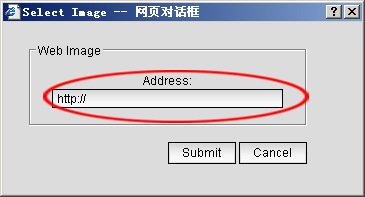 Select Image -- 网页对话框
Web Image
Address:
http://
Submit Cancel